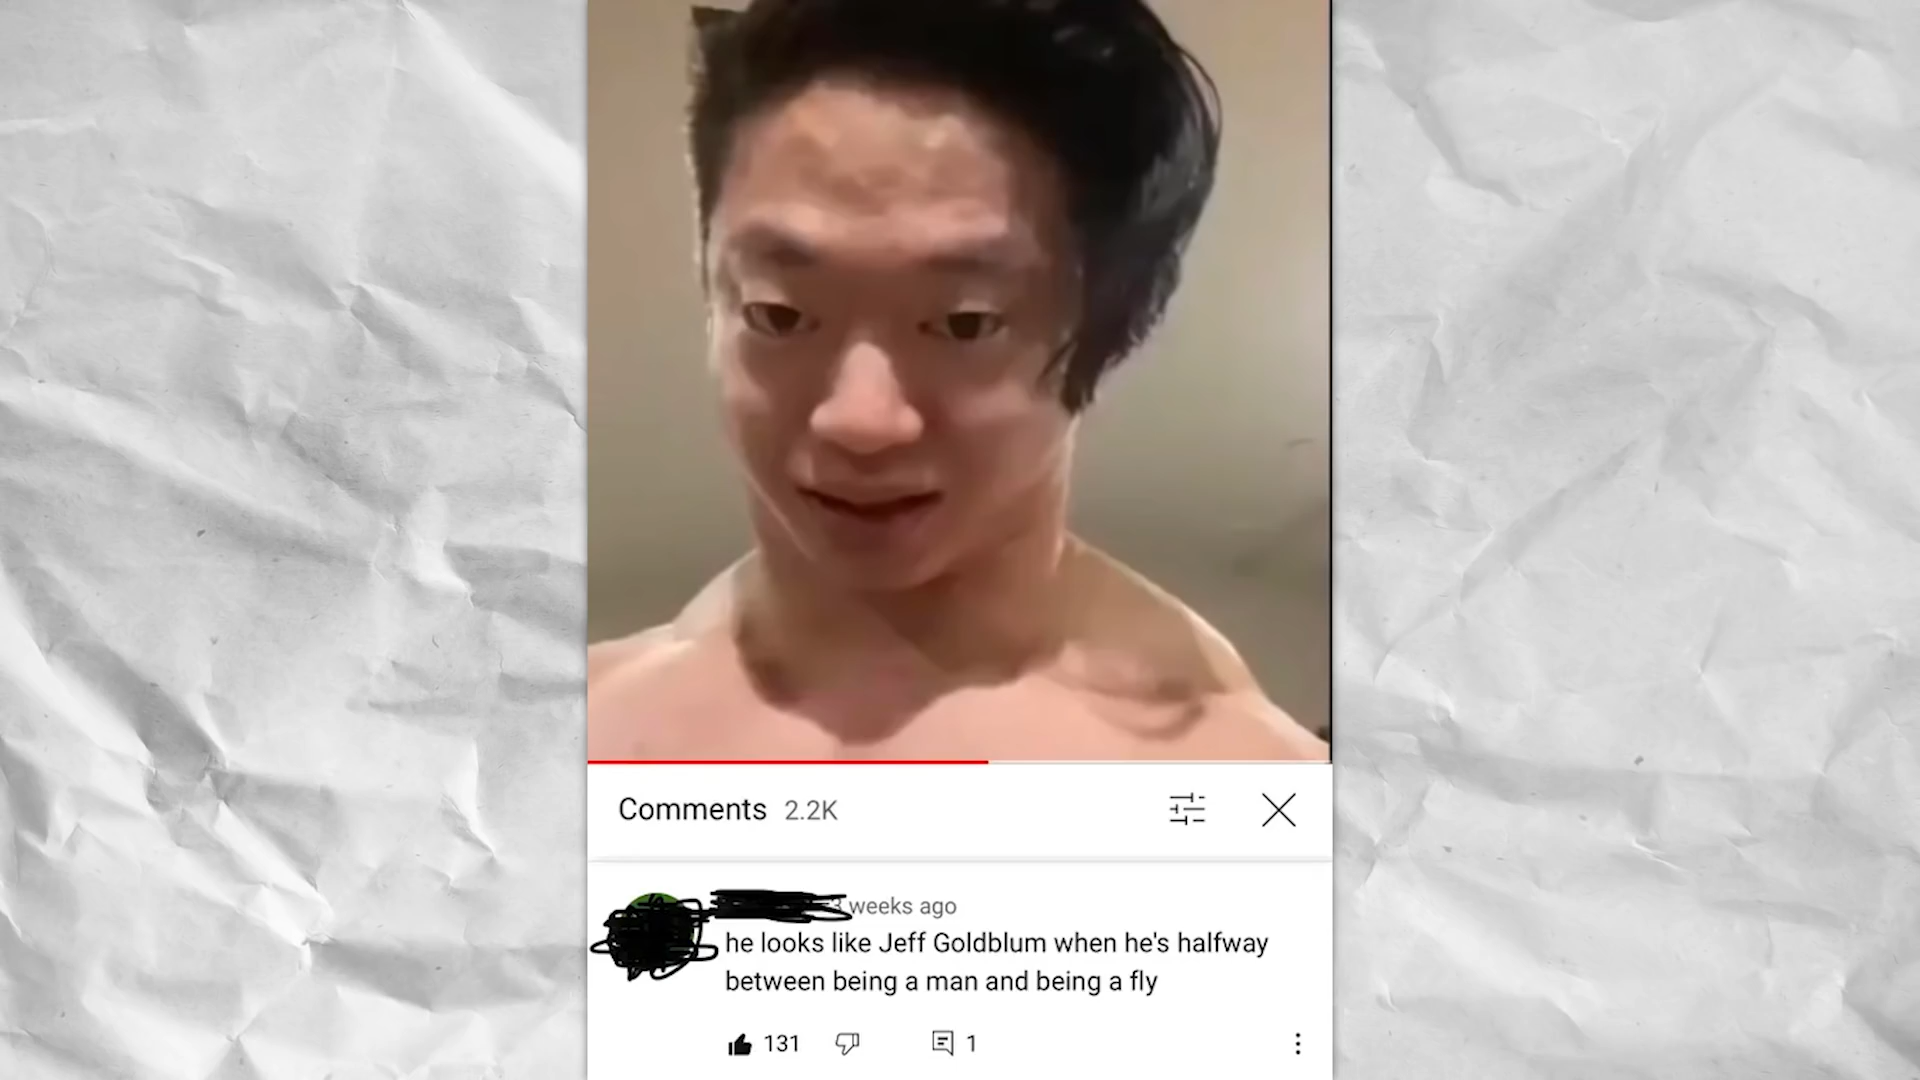 Comments 2.2K
weeks ago
he looks like Jeff Goldblum when he's halfway
between being a man and being a fly
131 1